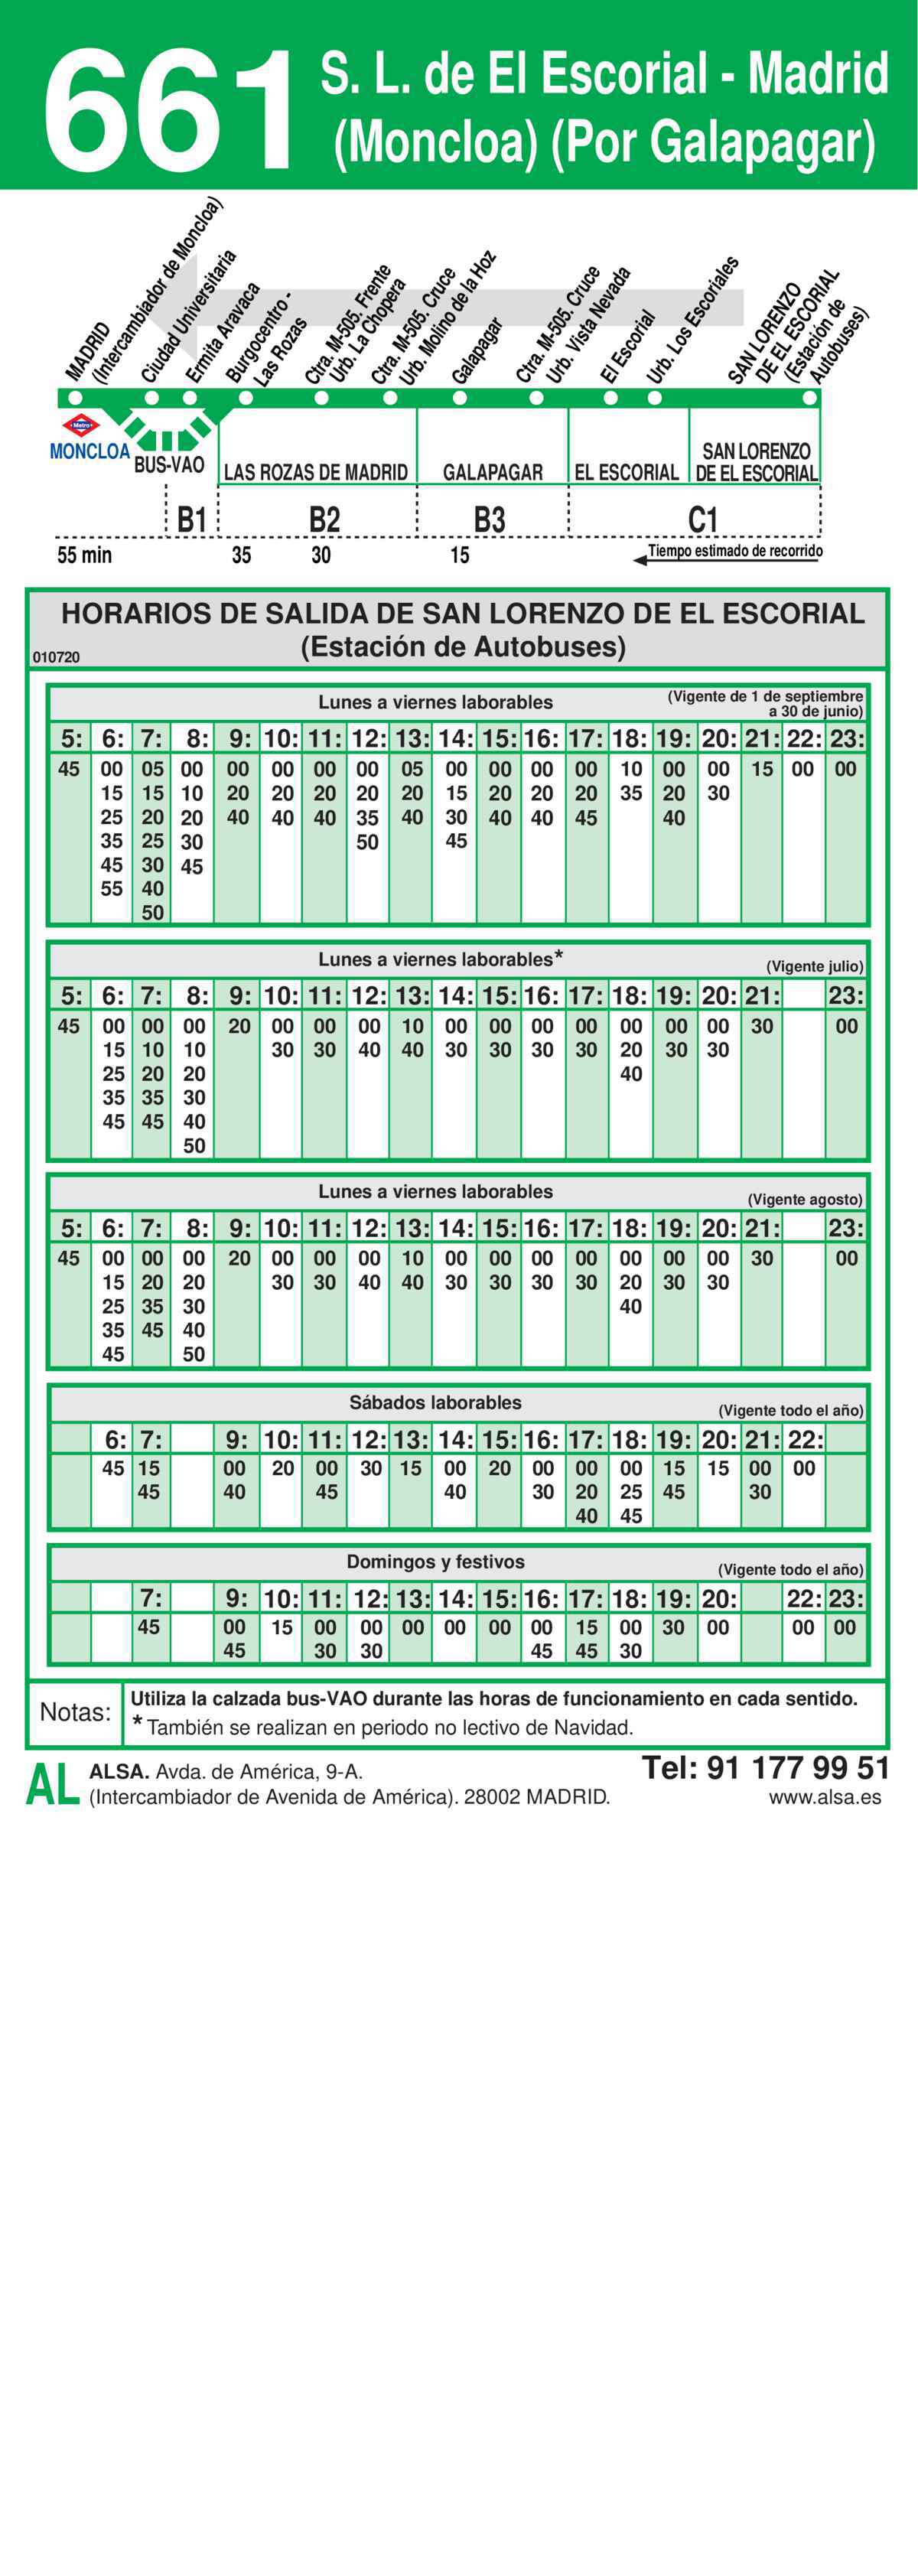 661
S. L. de El Escorial - Madrid
(Moncloa) (Por Galapagar)
MADRID
(Intercambiador de Moncloa)
Ciudad Universitaria
Ermita Aravaca
Burgocentro -
Las Rozas
Ctra. M-505. Frente
Urb. La Chopera
Ctra. M-505. Cruce
Urb. Molino de la Hoz
Galapagar
Ctra. M-505. Cruce
Urb. Vista Nevada
El Escorial
Urb. Los Escoriales
SAN LORENZO
DE EL ESCORIAL
(Estación de
Autobuses)
Metro
MONCLOA
BUS-VAO
LAS ROZAS DE MADRID
GALAPAGAR
EL ESCORIAL
SAN LORENZO
DE EL ESCORIAL
B1 B2 B3 C1
55 min 35 30 15 Tiempo estimado de recorrido
HORARIOS DE SALIDA DE SAN LORENZO DE EL ESCORIAL
(Estación de Autobuses)
010720
Lunes a viernes laborables
(Vigente de 1 de septiembre
a 30 de junio)
5: 6: 7: 8: 9: 10: 11: 12: 13: 14: 15: 16: 17: 18: 19: 20: 21: 22: 23:
45 00 05 00 00 00 00 00 05 00 00 00 00 10 00 00 15 00 00
15 15 10 20 20 20 20 20 15 20 20 20 35 20 30
25 20 20 40 40 40 35 40 30 40 40 45 40
35 25 30 50 45
45 30 45
55 40
50
Lunes a viernes laborables*
(Vigente julio)
5: 6: 7: 8: 9: 10: 11: 12: 13: 14: 15: 16: 17: 18: 19: 20: 21: 23:
45 00 00 00 20 00 00 00 10 00 00 00 00 00 00 00 30 00
15 10 10 30 30 40 40 30 30 30 30 20 30 30
25 20 20 40
35 35 30
45 45 40
50
Lunes a viernes laborables
(Vigente agosto)
5: 6: 7: 8: 9: 10: 11: 12: 13: 14: 15: 16: 17: 18: 19: 20: 21: 23:
45 00 00 00 20 00 00 00 10 00 00 00 00 00 00 00 30 00
15 20 20 30 30 40 40 30 30 30 30 20 30 30
25 35 30 40
35 45 40
45 50
Sábados laborables
(Vigente todo el año)
6: 7: 9: 10: 11: 12: 13: 14: 15: 16: 17: 18: 19: 20: 21: 22:
45 15 00 20 00 30 15 00 20 00 00 00 15 15 00 00
45 40 45 40 30 20 25 45 30
40 45
Domingos y festivos
(Vigente todo el año)
7: 9: 10: 11: 12: 13: 14: 15: 16: 17: 18: 19: 20: 22: 23:
45 00 15 00 00 00 00 00 00 15 00 30 00 00 00
45 30 30 45 45 30
Notas:
Utiliza la calzada bus-VAO durante las horas de funcionamiento en cada sentido.
* También se realizan en periodo no lectivo de Navidad.
AL
ALSA. Avda. de América, 9-A.
(Intercambiador de Avenida de América). 28002 MADRID.
Tel: 91 177 99 51
www.alsa.es